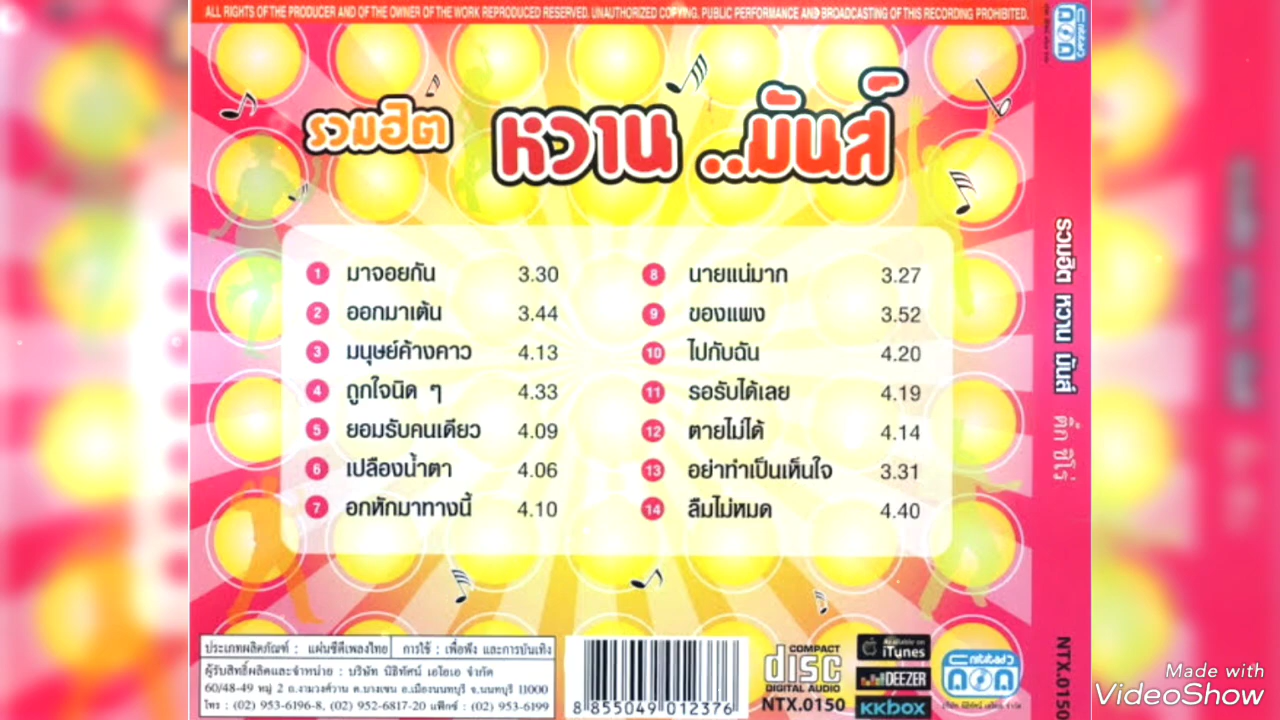 ALL RIGHTS OF THE PRODUCER AND OF THE OWNER OF THE WORK REPRODUCED RESERVED. UNAUTHORIZED COPYING, PUBLIC PERFORMANCE AND BROADCASTING OF THIS RECORDING PROHIBITED.
รวมฮิต หวาน ..มันส์
1 มาจอยกัน 3.30
2 ออกมาเต้น 3.44
3 มนุษย์ค้างคาว 4.13
4 ถูกใจนิด ๆ 4.33
5 ยอมรับคนเดียว 4.09
6 เปลืองน้ำตา 4.06
7 อกหักมาทางนี้ 4.10
8 นายแน่มาก 3.27
9 ของแพง 3.52
10 ไปกับฉัน 4.20
11 รอรับได้เลย 4.19
12 ตายไม่ได้ 4.14
13 อย่าทำเป็นเห็นใจ 3.31
14 ลืมไม่หมด 4.40
ประเภทผลิตภัณฑ์ : แผ่นซีดีเพลงไทย การใช้ : เพื่อฟัง และการบันเทิง
ผู้รับสิทธิ์ผลิตและจำหน่าย : บริษัท นิธิทัศน์ เอโอเอ จำกัด
60/48-49 หมู่ 2 ถ.งามวงศ์วาน ต.บางเขน อ.เมืองนนทบุรี จ.นนทบุรี 11000
โทร : (02) 953-6196-8, (02) 952-6817-20 แฟ็กซ์ : (02) 953-6199
8 855049 012376
COMPACT
disc
DIGITAL AUDIO
NTX.0150
Available on
iTunes
DEEZER
KKBOX
รวมฮิต หวาน มันส์
NTX.0150
Made with
VideoShow